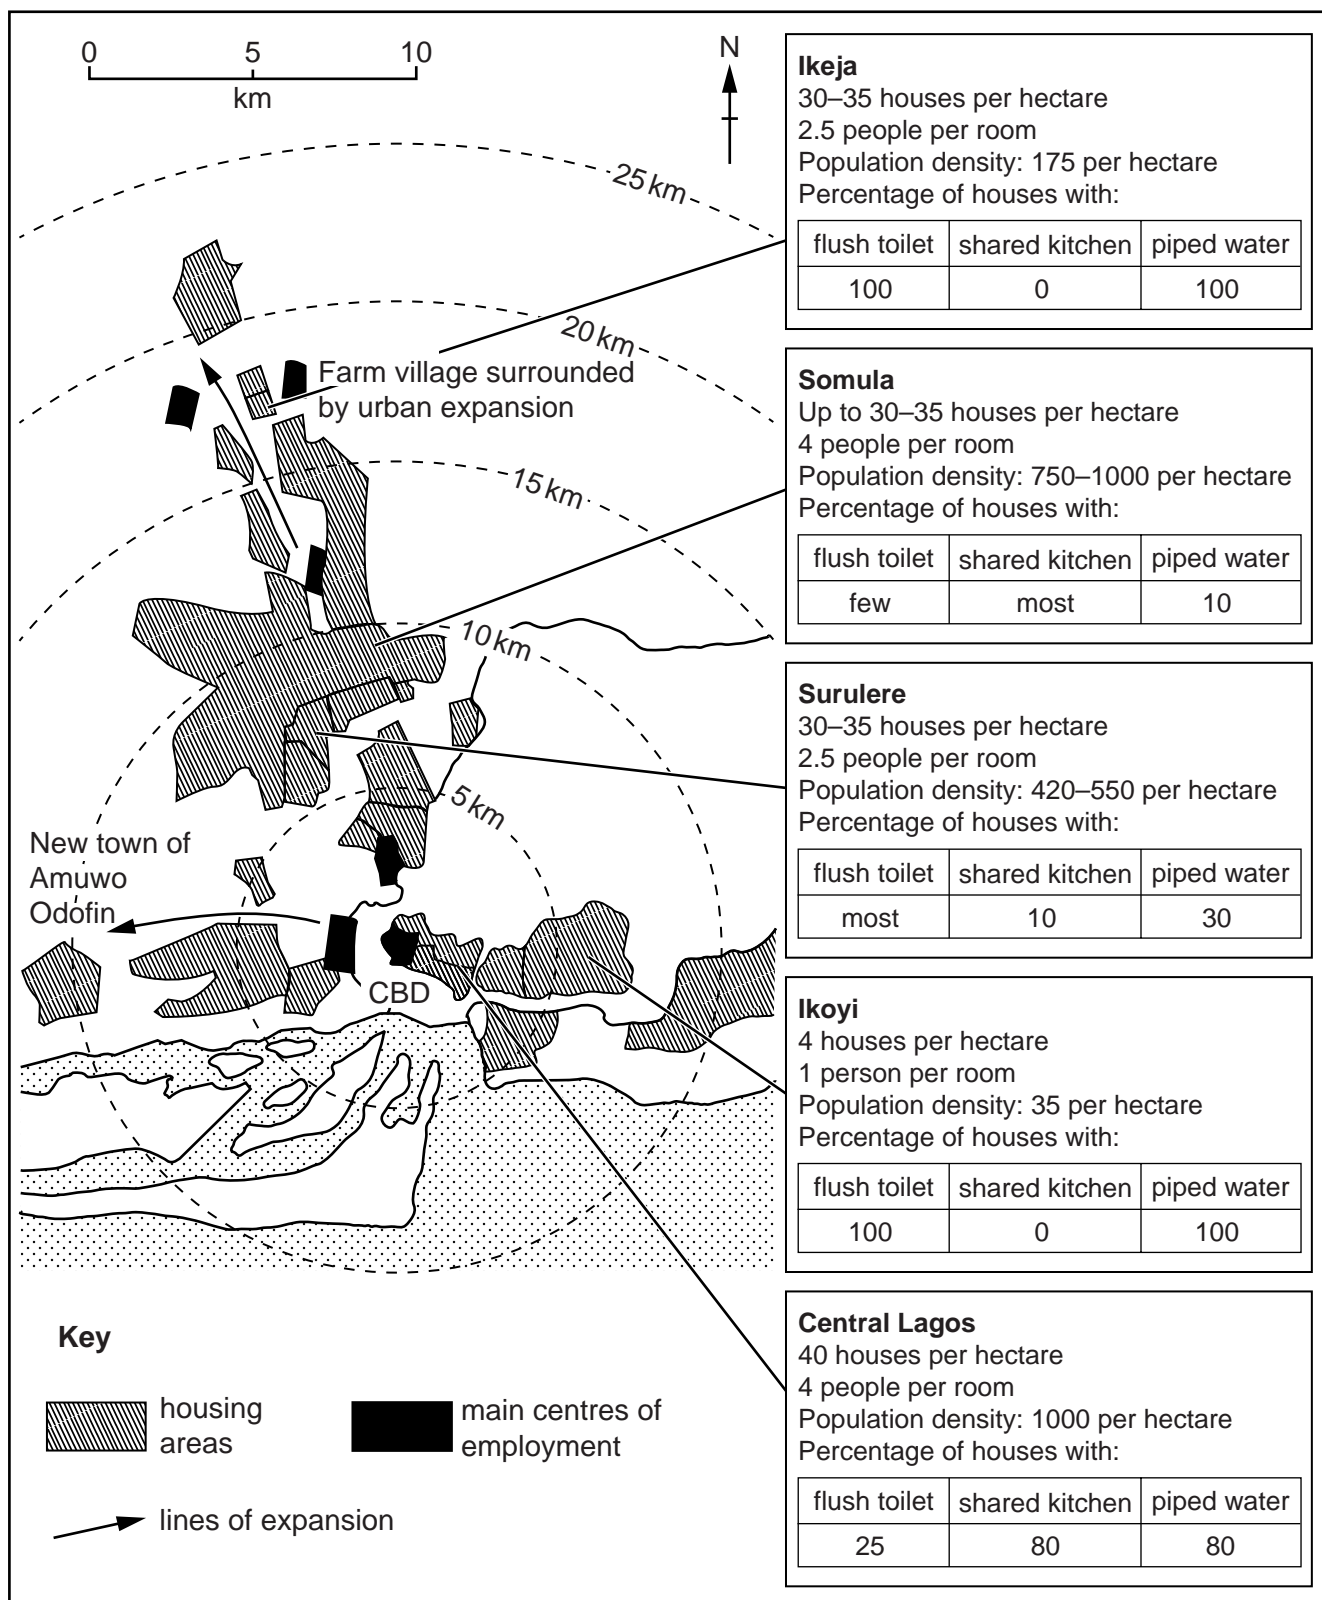 0 5 10
km
N
25 km
20 km
Farm village surrounded
by urban expansion
15 km
10 km
5 km
New town of
Amuwo
Odofin
CBD
Key
housing
areas
main centres of
employment
lines of expansion
Ikeja
30–35 houses per hectare
2.5 people per room
Population density: 175 per hectare
Percentage of houses with:
flush toilet shared kitchen piped water
100 0 100
Somula
Up to 30–35 houses per hectare
4 people per room
Population density: 750–1000 per hectare
Percentage of houses with:
flush toilet shared kitchen piped water
few most 10
Surulere
30–35 houses per hectare
2.5 people per room
Population density: 420–550 per hectare
Percentage of houses with:
flush toilet shared kitchen piped water
most 10 30
Ikoyi
4 houses per hectare
1 person per room
Population density: 35 per hectare
Percentage of houses with:
flush toilet shared kitchen piped water
100 0 100
Central Lagos
40 houses per hectare
4 people per room
Population density: 1000 per hectare
Percentage of houses with:
flush toilet shared kitchen piped water
25 80 80